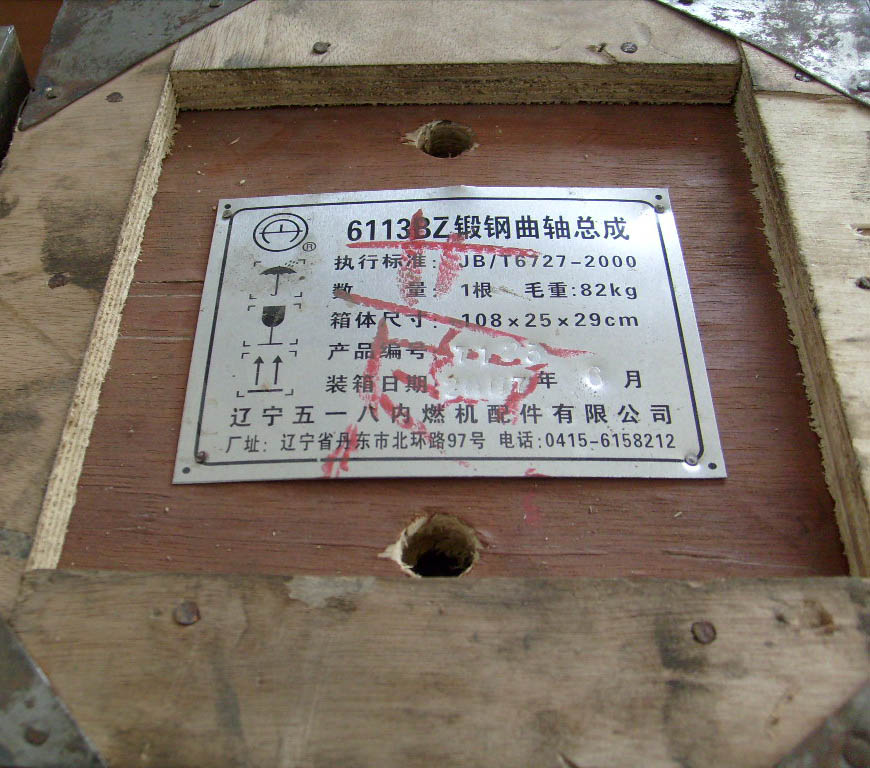 ®
6113BZ锻钢曲轴总成
执行标准：JB/T6727-2000
数 量：1根 毛重:82kg
箱体尺寸：108×25×29cm
产品编号:
装箱日期: 年 6 月
辽宁五一八内燃机配件有限公司
厂址：辽宁省丹东市北环路97号 电话:0415-6158212